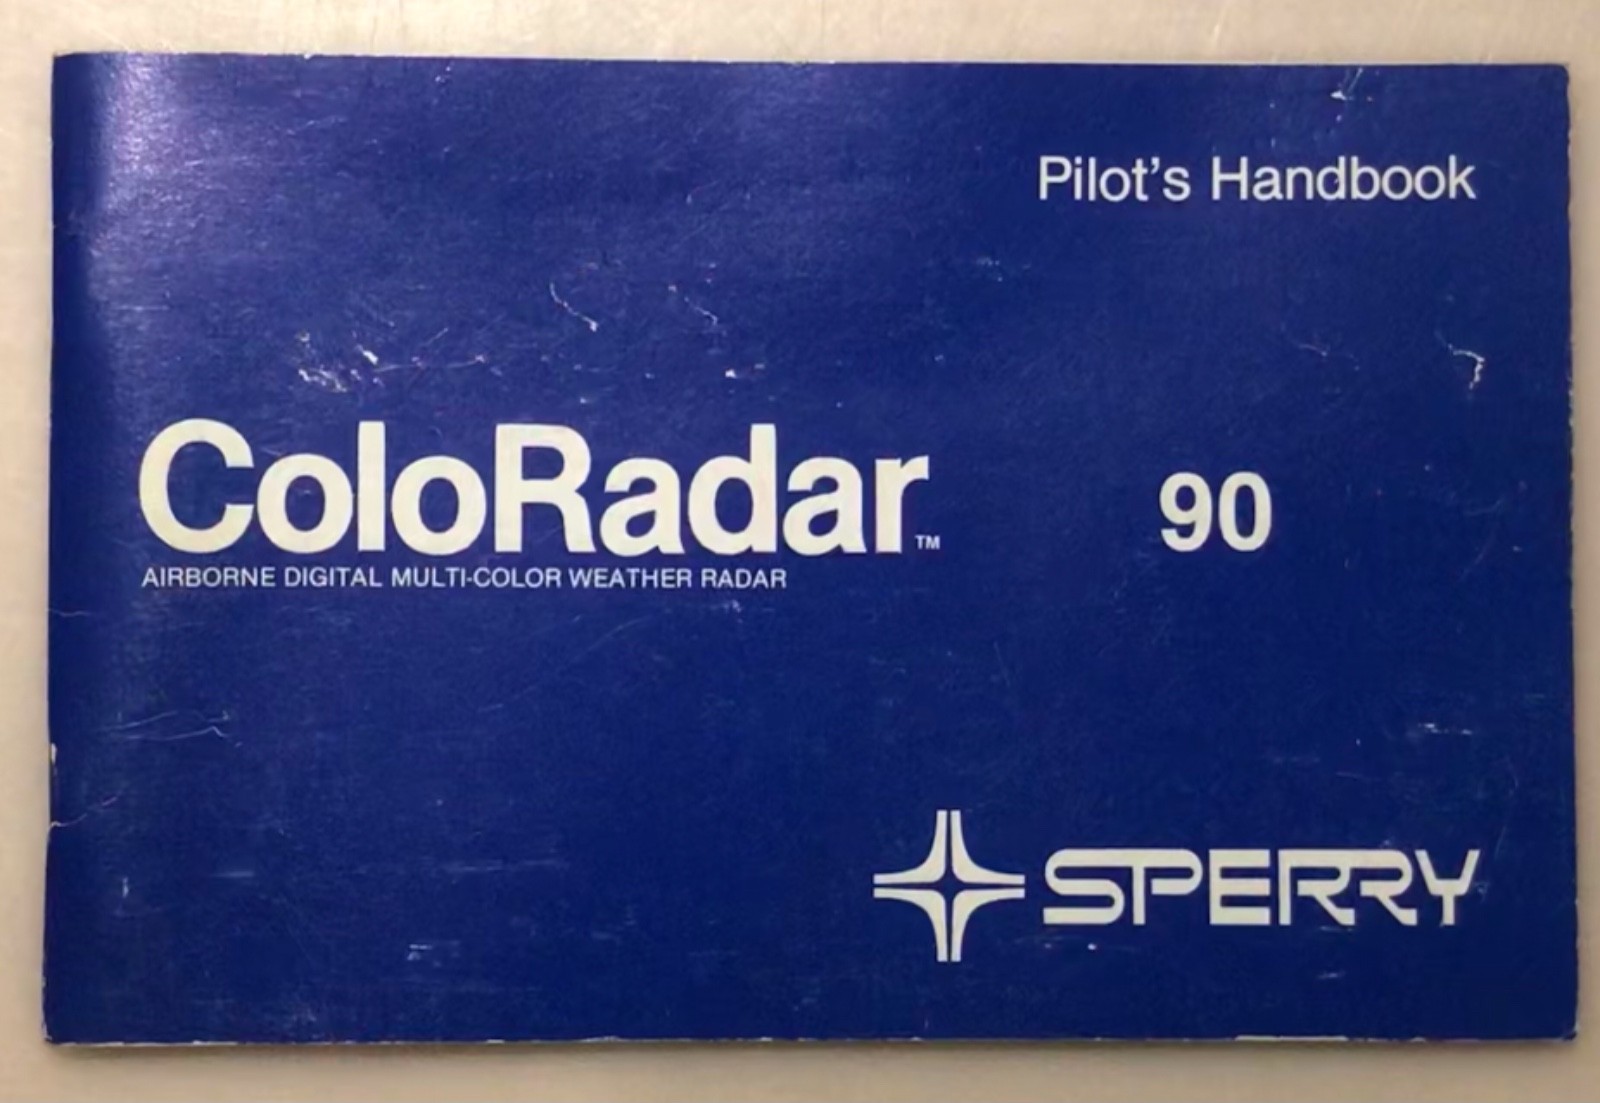 Pilot's Handbook
ColoRadar™ 90
AIRBORNE DIGITAL MULTI-COLOR WEATHER RADAR
SPERRY